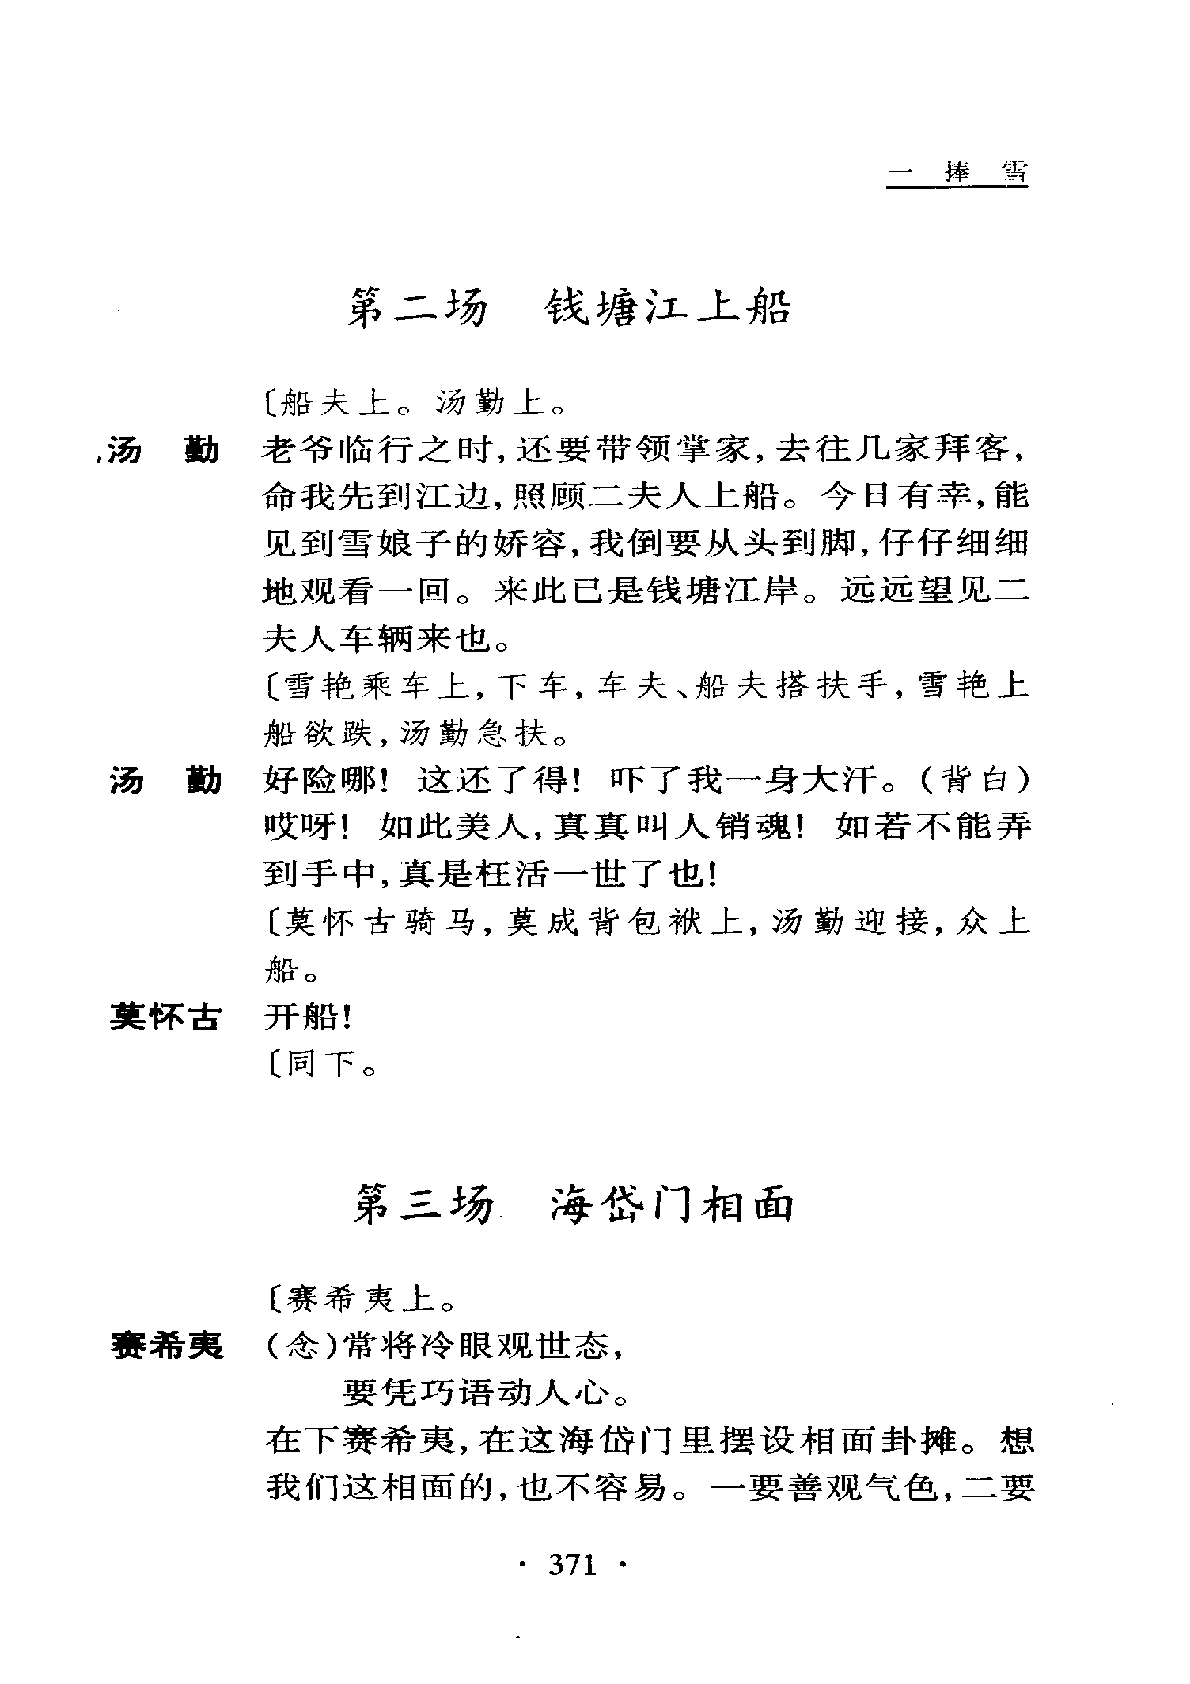 一捧雪
第二场　钱塘江上船
〔船夫上。汤勤上。
汤　勤　老爷临行之时,还要带领掌家,去往几家拜客,
命我先到江边,照顾二夫人上船。今日有幸,能
见到雪娘子的娇容,我倒要从头到脚,仔仔细细
地观看一回。来此已是钱塘江岸。远远望见二
夫人车辆来也。
〔雪艳乘车上,下车,车夫、船夫搭扶手,雪艳上
船欲跌,汤勤急扶。
汤　勤　好险哪!这还了得!吓了我一身大汗。(背白)
哎呀!如此美人,真真叫人销魂!如若不能弄
到手中,真是枉活一世了也!
〔莫怀古骑马,莫成背包袱上,汤勤迎接,众上
船。
莫怀古　开船!
〔同下。
第三场　海岱门相面
〔赛希夷上。
赛希夷　(念)常将冷眼观世态,
要凭巧语动人心。
在下赛希夷,在这海岱门里摆设相面卦摊。想
我们这相面的,也不容易。一要善观气色,二要
· 371 ·